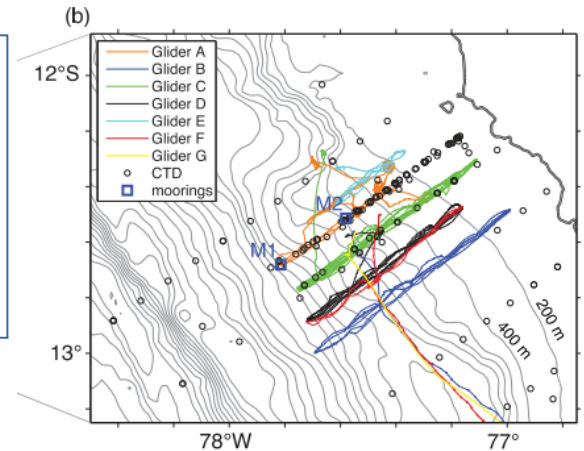 (b)
12°S
Glider A
Glider B
Glider C
Glider D
Glider E
Glider F
Glider G
CTD
moorings
M2
M1
200 m
400 m
13°
78°W
77°